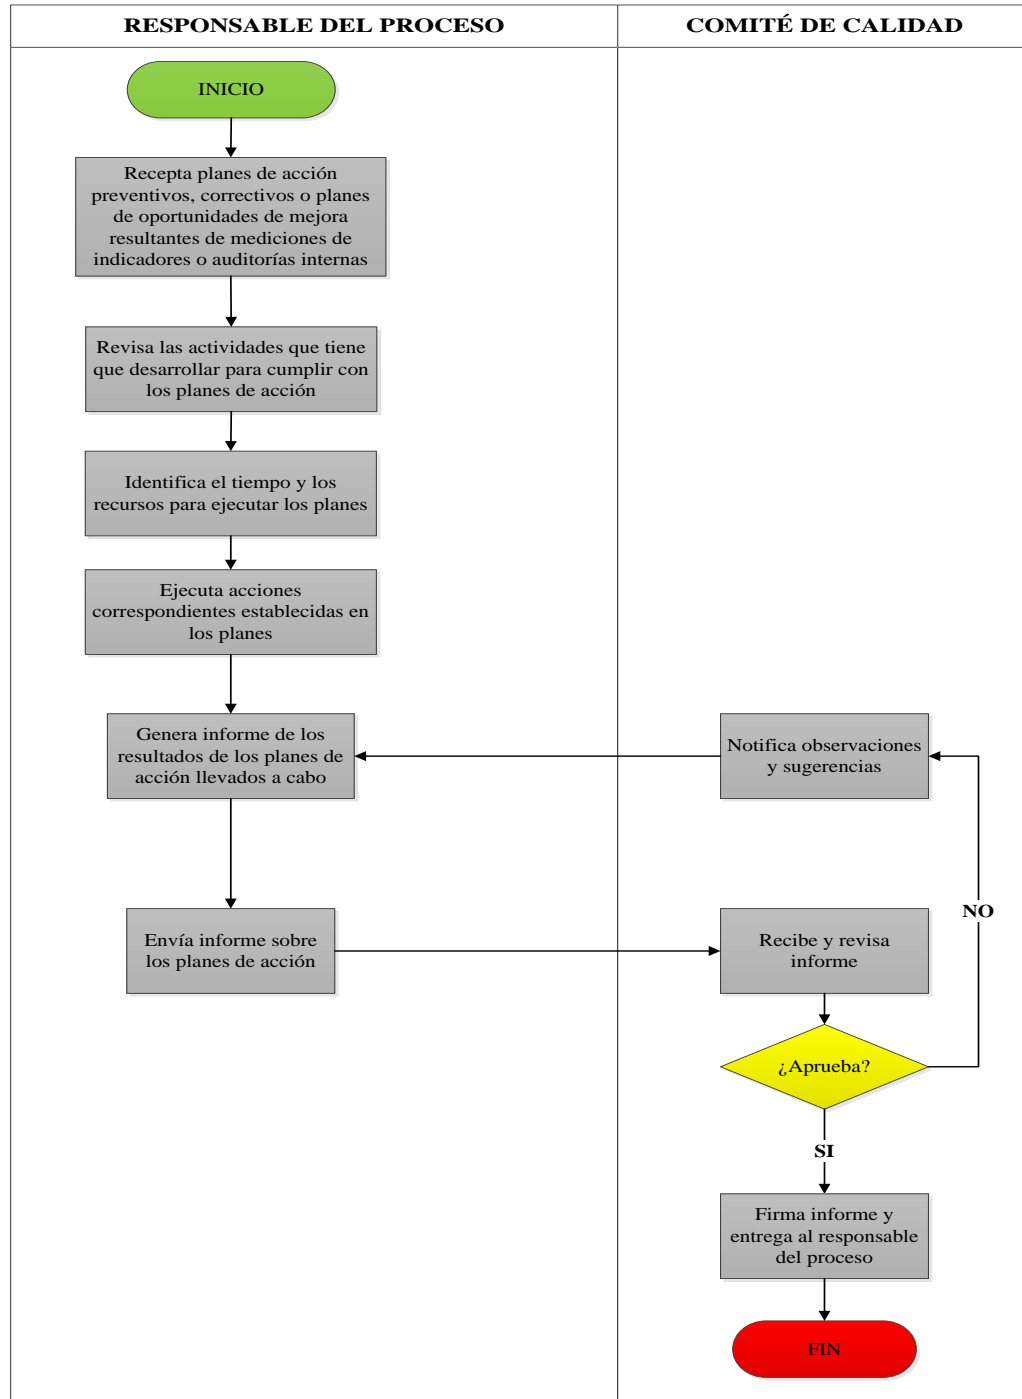 RESPONSABLE DEL PROCESO
COMITÉ DE CALIDAD
INICIO
Recepta planes de acción
preventivos, correctivos o planes
de oportunidades de mejora
resultantes de mediciones de
indicadores o auditorías internas
Revisa las actividades que tiene
que desarrollar para cumplir con
los planes de acción
Identifica el tiempo y los
recursos para ejecutar los planes
Ejecuta acciones
correspondientes establecidas en
los planes
Genera informe de los
resultados de los planes de
acción llevados a cabo
Notifica observaciones
y sugerencias
Envía informe sobre
los planes de acción
Recibe y revisa
informe
NO
¿Aprueba?
SI
Firma informe y
entrega al responsable
del proceso
FIN